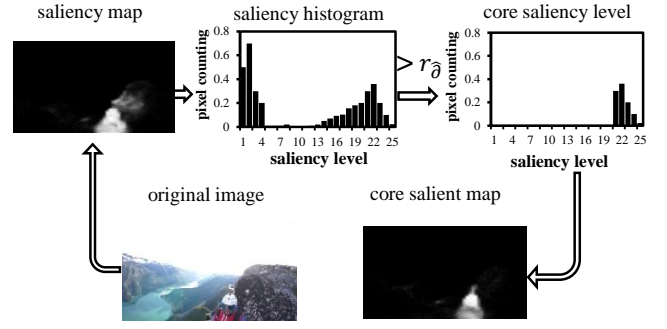 saliency map
saliency histogram
core saliency level
0.8
0.6
0.4
0.2
0
pixel counting
1 4 7 10 13 16 19 22 25
saliency level
> r_∂̂
0.8
0.6
0.4
0.2
0
pixel counting
1 4 7 10 13 16 19 22 25
saliency level
original image
core salient map